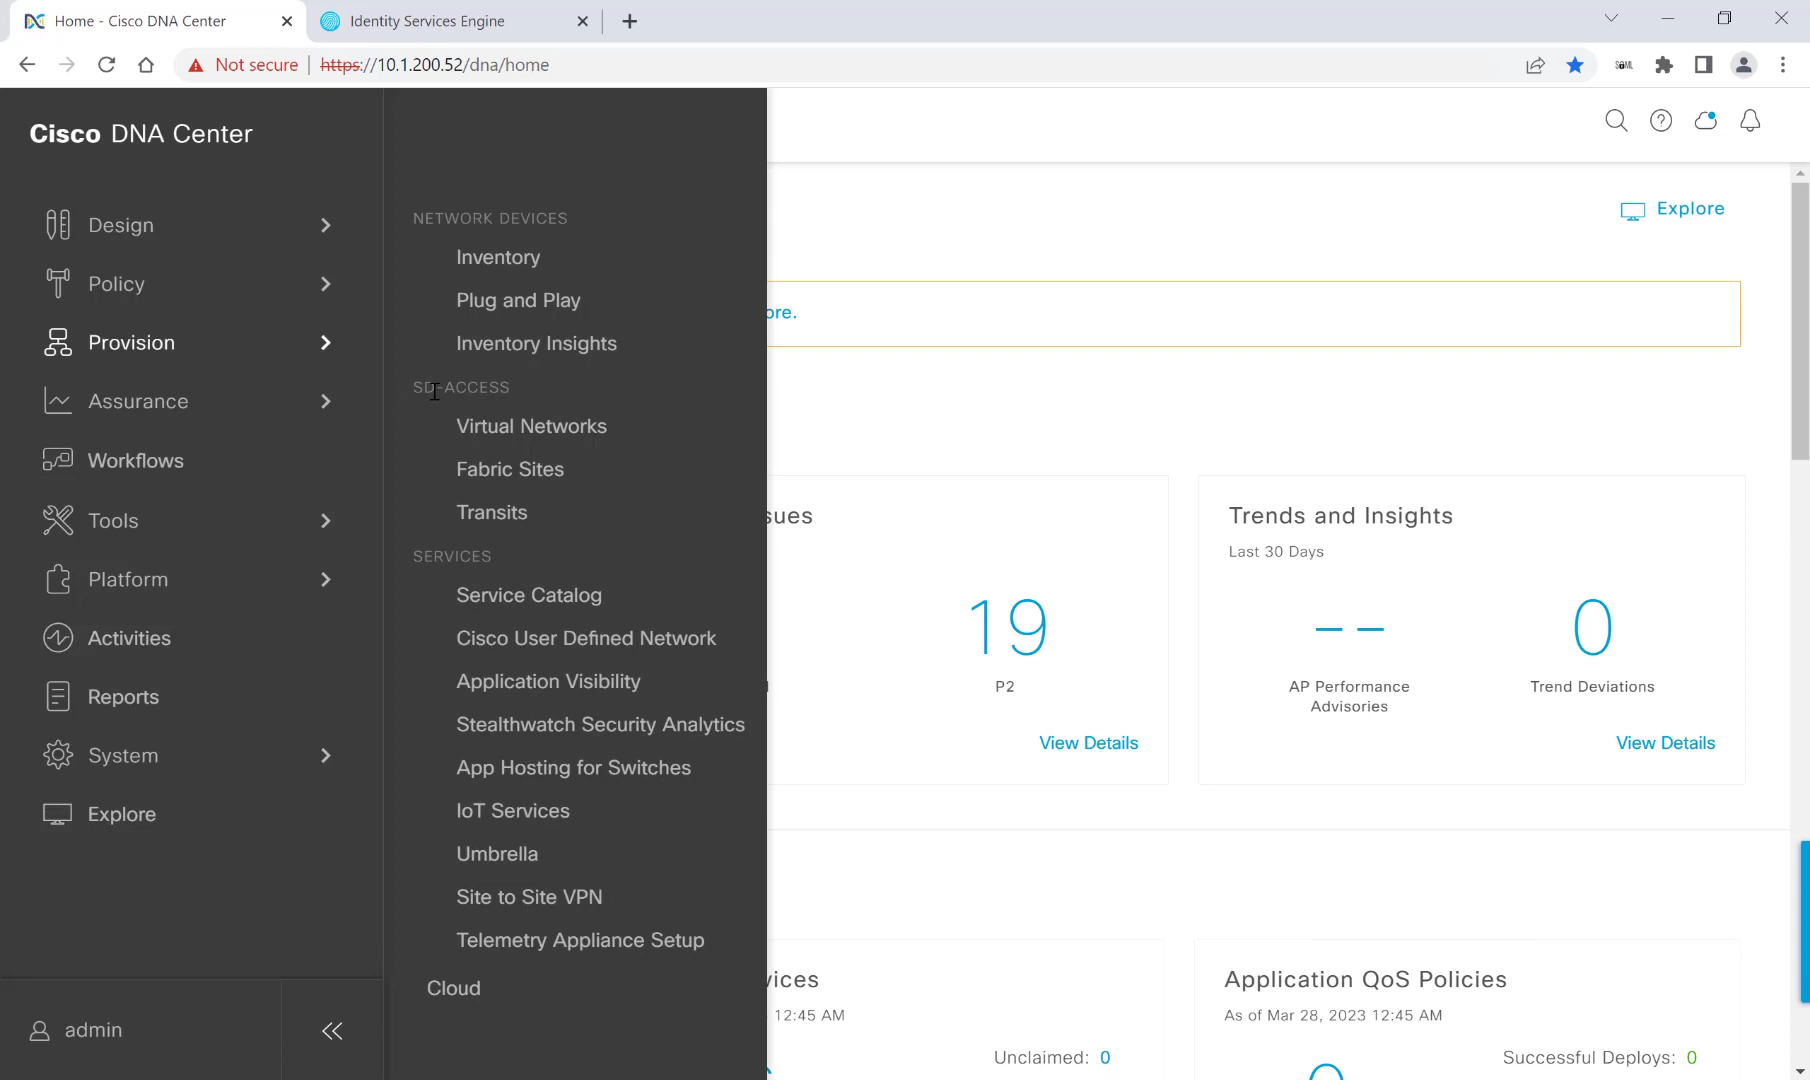 Home - Cisco DNA Center
Identity Services Engine
Not secure
https://10.1.200.52/dna/home
Cisco DNA Center
Design
Policy
Provision
Assurance
Workflows
Tools
Platform
Activities
Reports
System
Explore
admin
NETWORK DEVICES
Inventory
Plug and Play
Inventory Insights
SD-ACCESS
Virtual Networks
Fabric Sites
Transits
SERVICES
Service Catalog
Cisco User Defined Network
Application Visibility
Stealthwatch Security Analytics
App Hosting for Switches
IoT Services
Umbrella
Site to Site VPN
Telemetry Appliance Setup
Cloud
Explore
ore.
sues
19
P2
View Details
Trends and Insights
Last 30 Days
--
AP Performance
Advisories
0
Trend Deviations
View Details
vices
12:45 AM
Unclaimed: 0
Application QoS Policies
As of Mar 28, 2023 12:45 AM
Successful Deploys: 0